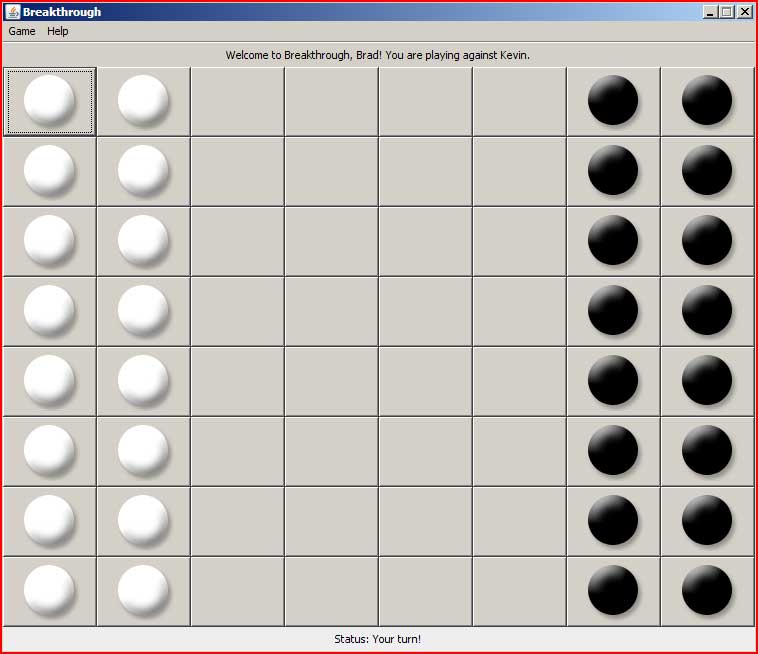 Breakthrough
Game Help
Welcome to Breakthrough, Brad! You are playing against Kevin.
Status: Your turn!